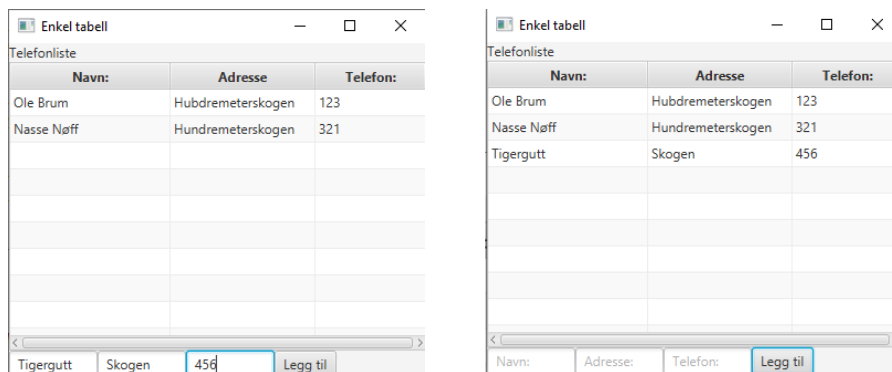 Enkel tabell
Telefonliste
Navn: Adresse Telefon:
Ole Brum Hubdremeterskogen 123
Nasse Nøff Hundremeterskogen 321
Tigergutt Skogen 456 Legg til
Enkel tabell
Telefonliste
Navn: Adresse Telefon:
Ole Brum Hubdremeterskogen 123
Nasse Nøff Hundremeterskogen 321
Tigergutt Skogen 456
Navn: Adresse: Telefon: Legg til